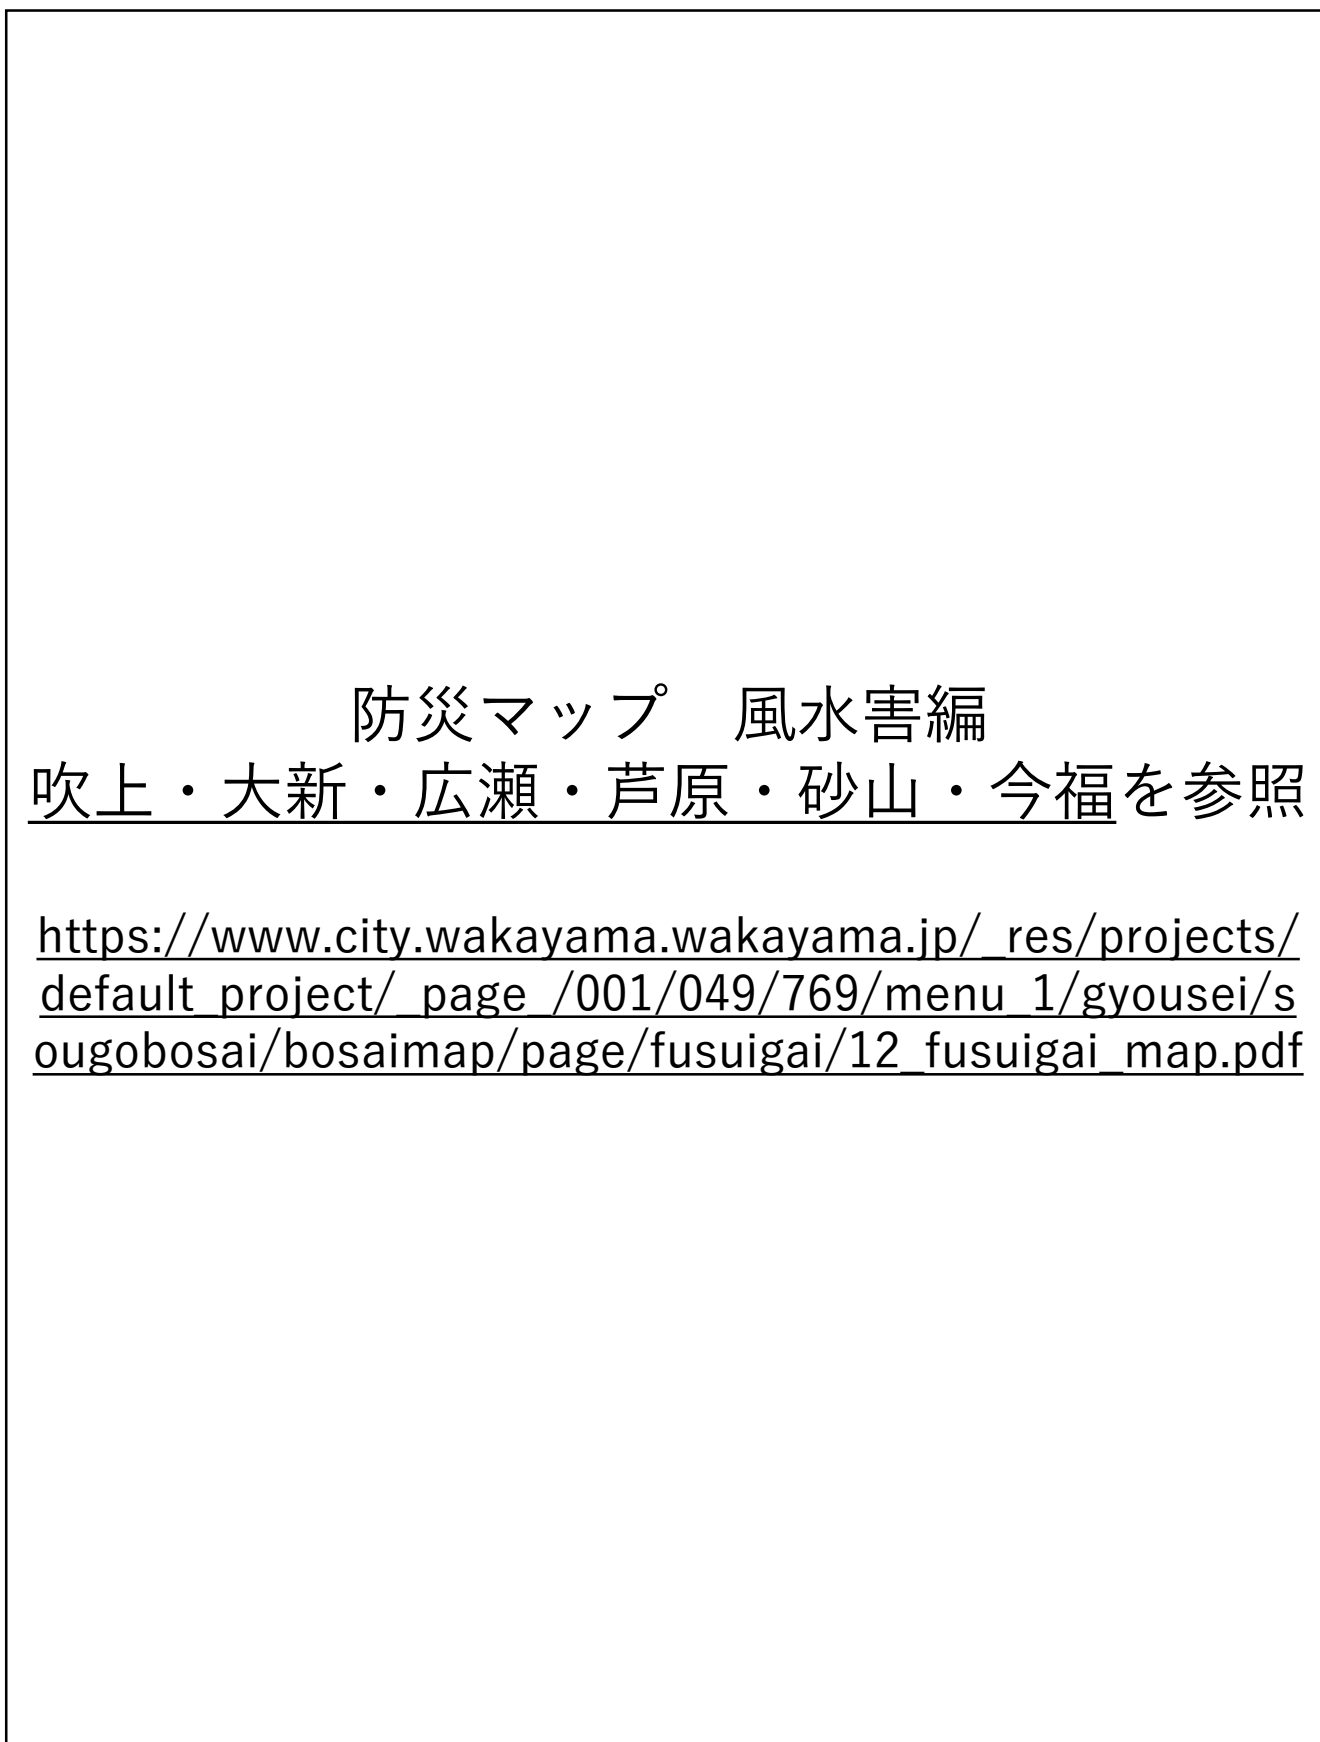 防災マップ　風水害編
吹上・大新・広瀬・芦原・砂山・今福を参照
https://www.city.wakayama.wakayama.jp/_res/projects/
default_project/_page_/001/049/769/menu_1/gyousei/s
ougobosai/bosaimap/page/fusuigai/12_fusuigai_map.pdf